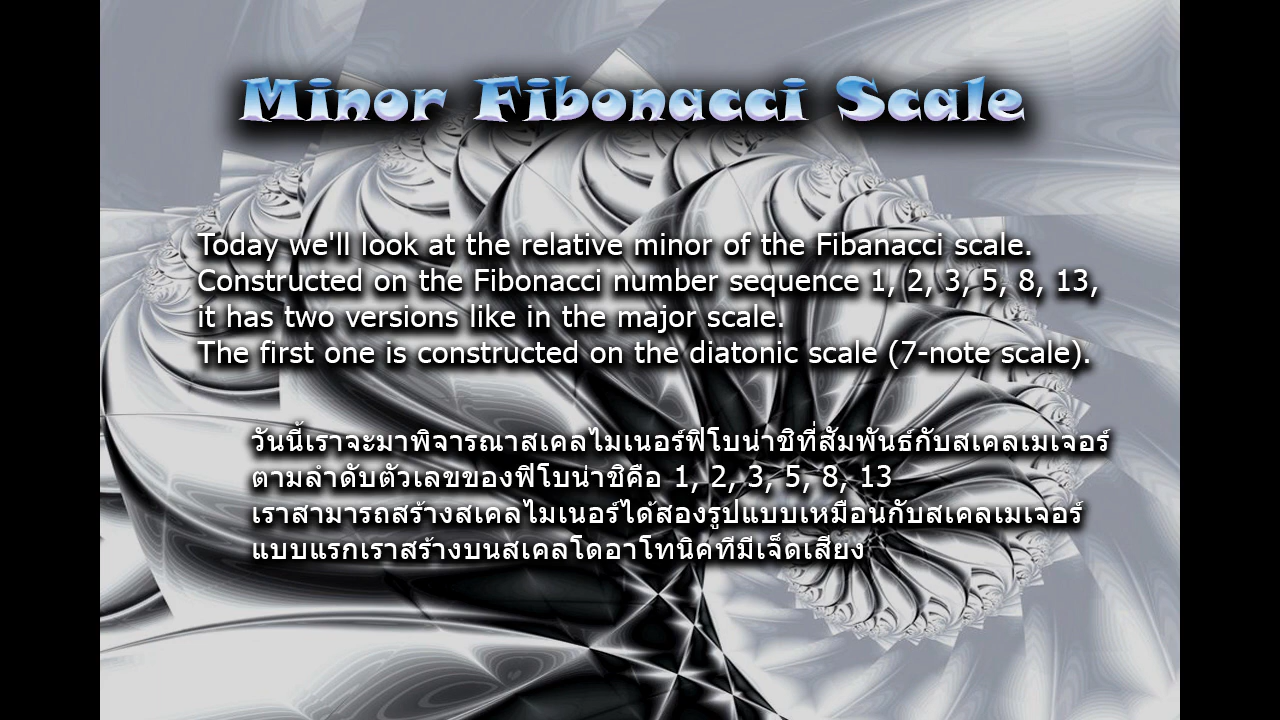 Minor Fibonacci Scale
Today we'll look at the relative minor of the Fibanacci scale.
Constructed on the Fibonacci number sequence 1, 2, 3, 5, 8, 13,
it has two versions like in the major scale.
The first one is constructed on the diatonic scale (7-note scale).
วันนี้เราจะมาพิจารณาสเคลไมเนอร์ฟิโบน่าชิที่สัมพันธ์กับสเคลเมเจอร์
ตามลำดับตัวเลขของฟิโบน่าชิคือ 1, 2, 3, 5, 8, 13
เราสามารถสร้างสเคลไมเนอร์ได้สองรูปแบบเหมือนกับสเคลเมเจอร์
แบบแรกเราสร้างบนสเคลโดอาโทนิคทีมีเจ็ดเสียง